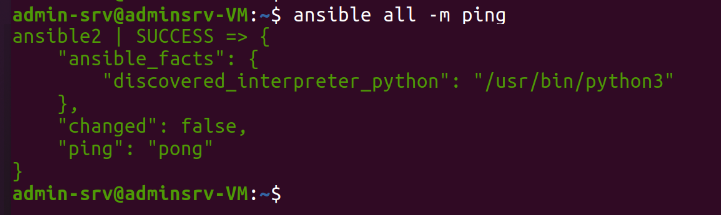 admin-srv@adminsrv-VM:~$ ansible all -m ping
ansible2 | SUCCESS => {
    "ansible_facts": {
        "discovered_interpreter_python": "/usr/bin/python3"
    },
    "changed": false,
    "ping": "pong"
}
admin-srv@adminsrv-VM:~$